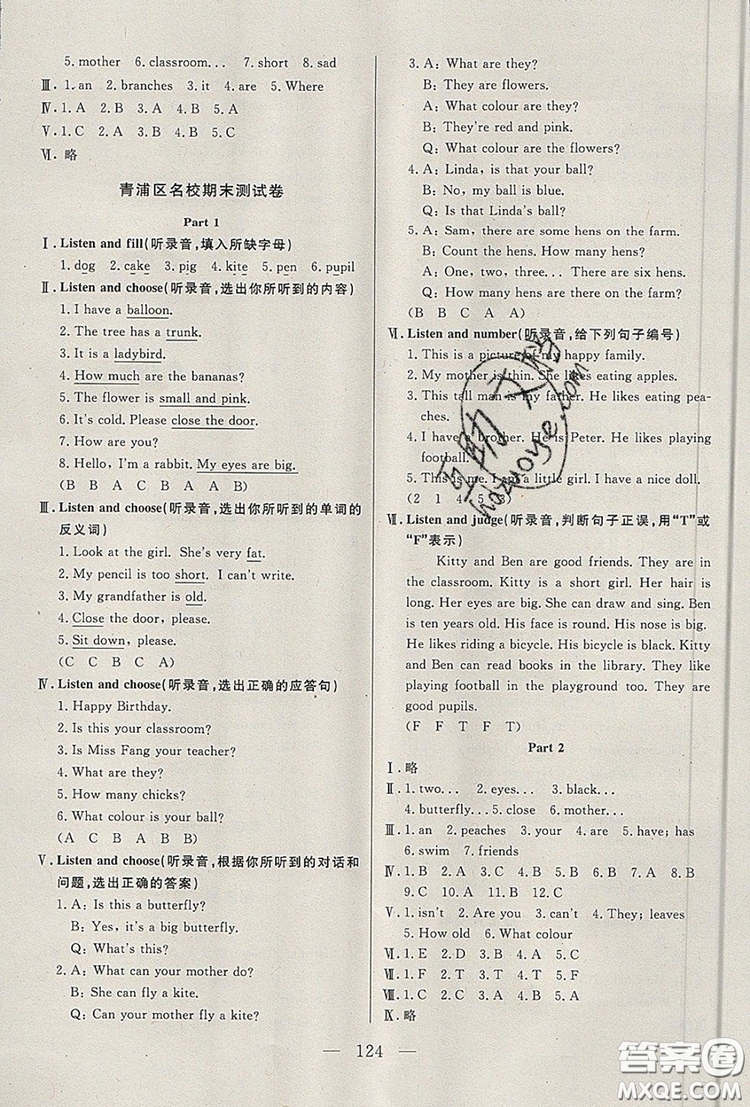 5. mother 6. classroom... 7. short 8. sad
Ⅲ. 1. an 2. branches 3. it 4. are 5. Where
Ⅳ. 1. A 2. B 3. A 4. B 5. A
Ⅴ. 1. C 2. A 3. A 4. B 5. C
Ⅵ. 略
青浦区名校期末测试卷
Part 1
Ⅰ. Listen and fill(听录音,填入所缺字母)
1. dog 2. cake 3. pig 4. kite 5. pen 6. pupil
Ⅱ. Listen and choose(听录音,选出你所听到的内容)
1. I have a balloon.
2. The tree has a trunk.
3. It is a ladybird.
4. How much are the bananas?
5. The flower is small and pink.
6. It's cold. Please close the door.
7. How are you?
8. Hello, I'm a rabbit. My eyes are big.
(B B A C B A A B)
Ⅲ. Listen and choose(听录音,选出你所听到的单词的
反义词)
1. Look at the girl. She's very fat.
2. My pencil is too short. I can't write.
3. My grandfather is old.
4. Close the door, please.
5. Sit down, please.
(C C B C A)
Ⅳ. Listen and choose(听录音,选出正确的应答句)
1. Happy Birthday.
2. Is this your classroom?
3. Is Miss Fang your teacher?
4. What are they?
5. How many chicks?
6. What colour is your ball?
(A C B A B B)
Ⅴ. Listen and choose(听录音,根据你所听到的对话和
问题,选出正确的答案)
1. A: Is this a butterfly?
B: Yes, it's a big butterfly.
Q: What's this?
2. A: What can your mother do?
B: She can fly a kite.
Q: Can your mother fly a kite?
3. A: What are they?
B: They are flowers.
A: What colour are they?
B: They're red and pink.
Q: What colour are the flowers?
4. A: Linda, is that your ball?
B: No, my ball is blue.
Q: Is that Linda's ball?
5. A: Sam, there are some hens on the farm.
Count the hens. How many hens?
A: One, two, three... There are six hens.
Q: How many hens are there on the farm?
(B B C A A)
Ⅵ. Listen and number(听录音,给下列句子编号)
1. This is a picture of my happy family.
2. My mother is thin. She likes eating apples.
3. This tall man is my father. He likes eating pea-
ches.
4. I have a brother. He is Peter. He likes playing
football.
5. This is me. I am a little girl. I have a nice doll.
(2 1 4 5 3)
Ⅶ. Listen and judge(听录音,判断句子正误,用“T”或
“F”表示)
Kitty and Ben are good friends. They are in
the classroom. Kitty is a short girl. Her hair is
long. Her eyes are big. She can draw and sing. Ben
is ten years old. His face is round. His nose is big.
He likes riding a bicycle. His bicycle is black. Kitty
and Ben can read books in the library. They like
playing football in the playground too. They are
good pupils.
(F F T F T)
Part 2
Ⅰ. 略
Ⅱ. 1. two... 2. eyes... 3. black...
4. butterfly... 5. close 6. mother...
Ⅲ. 1. an 2. peaches 3. your 4. are 5. have; has
6. swim 7. friends
Ⅳ. 1. C 2. A 3. C 4. B 5. C 6. B 7. A 8. B
9. C 10. A 11. B 12. C
Ⅴ. 1. isn't 2. Are you 3. can't 4. They; leaves
5. How old 6. What colour
Ⅵ. 1. E 2. D 3. B 4. A 5. C
Ⅶ. 1. F 2. F 3. T 4. T 5. F
Ⅷ. 1. C 2. C 3. B 4. A 5. A
Ⅸ. 略
— 124 —
答案圈
MXQE.COM